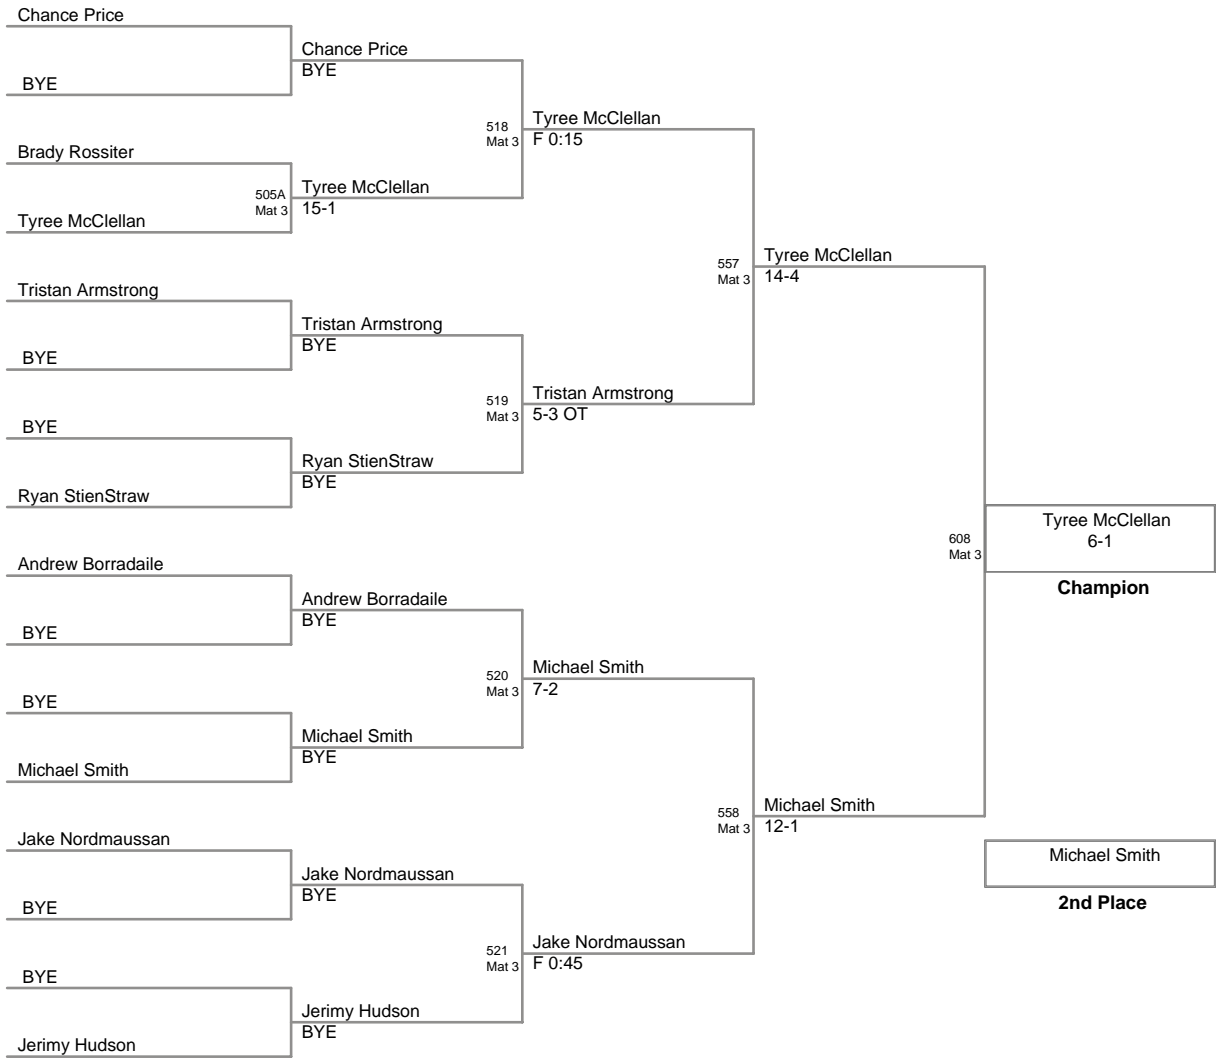 Chance Price
BYE
Brady Rossiter
Tyree McClellan
505A
Mat 3
Tristan Armstrong
BYE
BYE
Ryan StienStraw
Andrew Borradaile
BYE
BYE
Michael Smith
Jake Nordmaussan
BYE
BYE
Jerimy Hudson
Chance Price
BYE
Tyree McClellan
15-1
518
Mat 3
Tristan Armstrong
BYE
Ryan StienStraw
BYE
519
Mat 3
Andrew Borradaile
BYE
Michael Smith
BYE
520
Mat 3
Jake Nordmaussan
BYE
Jerimy Hudson
BYE
521
Mat 3
Tyree McClellan
F 0:15
Tristan Armstrong
5-3 OT
557
Mat 3
Michael Smith
7-2
Jake Nordmaussan
F 0:45
558
Mat 3
Tyree McClellan
14-4
Michael Smith
12-1
608
Mat 3
Tyree McClellan
6-1
Champion
Michael Smith
2nd Place